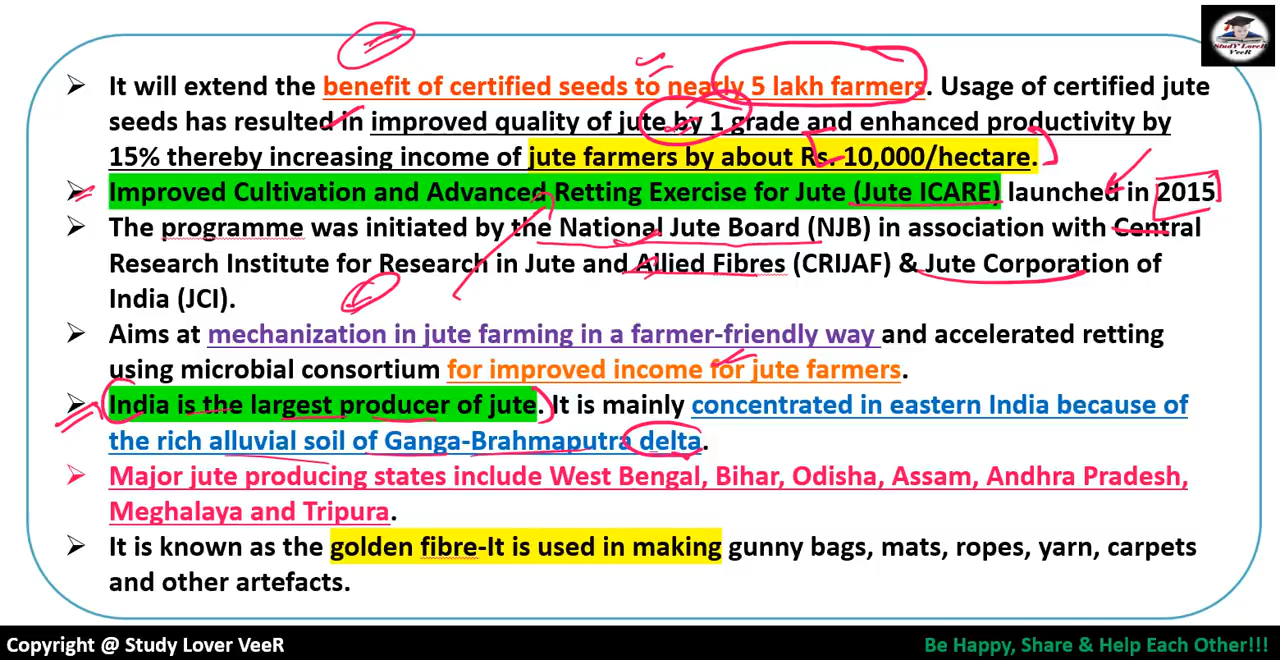 StudY LoveR
VeeR
➢ It will extend the benefit of certified seeds to nearly 5 lakh farmers. Usage of certified jute
seeds has resulted in improved quality of jute by 1 grade and enhanced productivity by
15% thereby increasing income of jute farmers by about Rs. 10,000/hectare.
➢ Improved Cultivation and Advanced Retting Exercise for Jute (Jute ICARE) launched in 2015
➢ The programme was initiated by the National Jute Board (NJB) in association with Central
Research Institute for Research in Jute and Allied Fibres (CRIJAF) & Jute Corporation of
India (JCI).
➢ Aims at mechanization in jute farming in a farmer-friendly way and accelerated retting
using microbial consortium for improved income for jute farmers.
➢ India is the largest producer of jute. It is mainly concentrated in eastern India because of
the rich alluvial soil of Ganga-Brahmaputra delta.
➢ Major jute producing states include West Bengal, Bihar, Odisha, Assam, Andhra Pradesh,
Meghalaya and Tripura.
➢ It is known as the golden fibre-It is used in making gunny bags, mats, ropes, yarn, carpets
and other artefacts.
Copyright @ Study Lover VeeR
Be Happy, Share & Help Each Other!!!